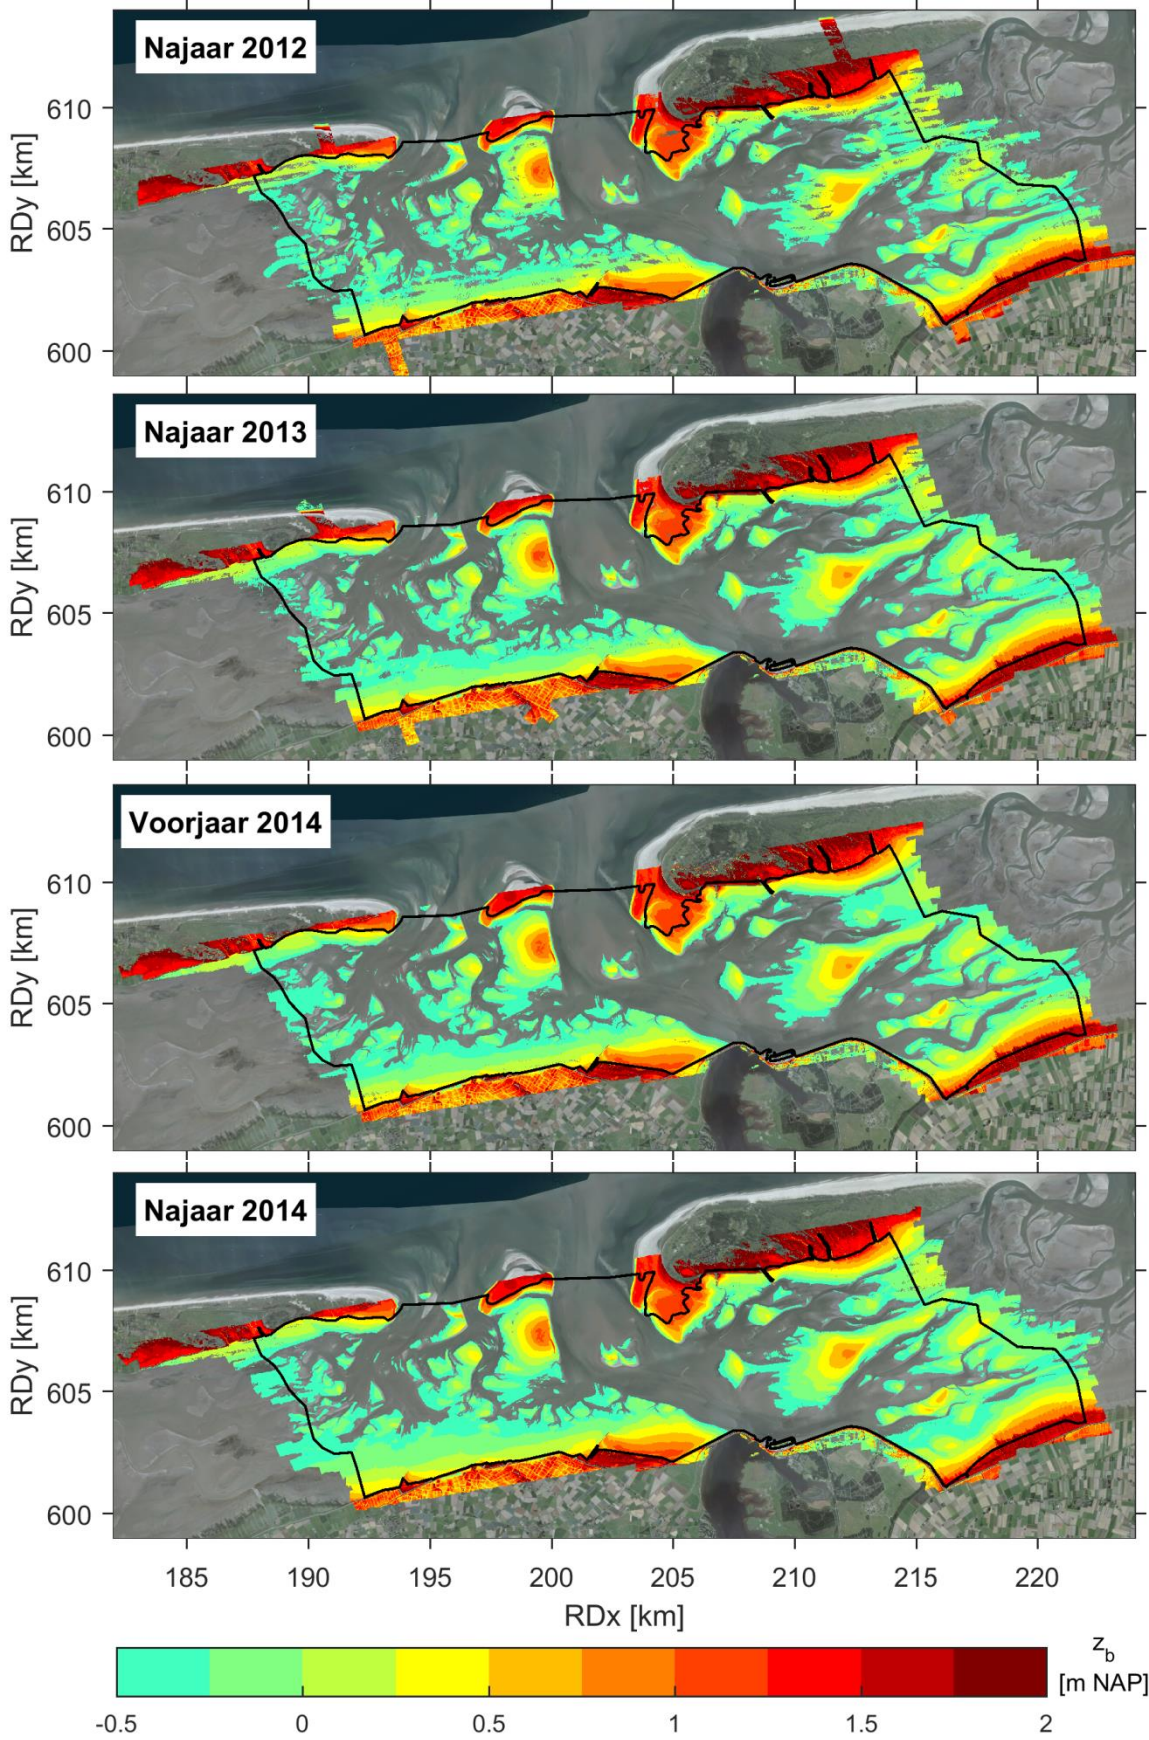 Najaar 2012
610
605
600
RDy [km]
Najaar 2013
610
605
600
RDy [km]
Voorjaar 2014
610
605
600
RDy [km]
Najaar 2014
610
605
600
RDy [km]
185 190 195 200 205 210 215 220
RDx [km]
z_b
[m NAP]
-0.5 0 0.5 1 1.5 2